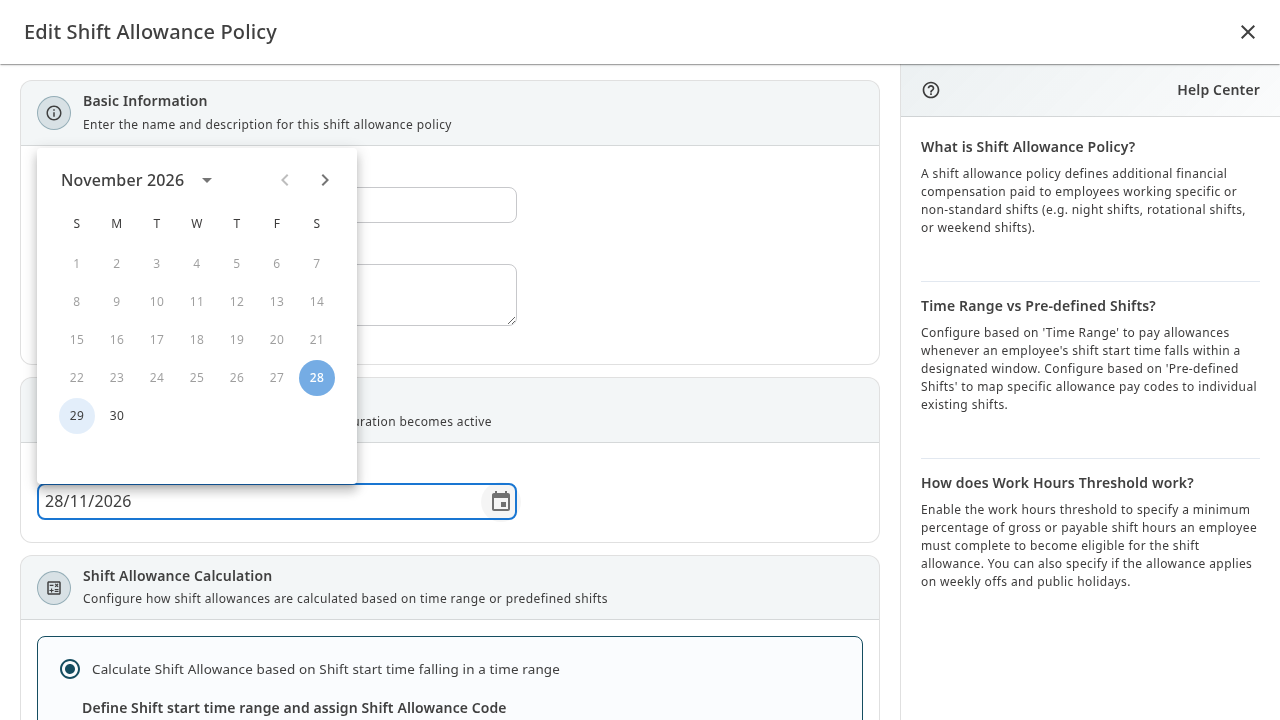 Edit Shift Allowance Policy
Basic Information
Enter the name and description for this shift allowance policy
November 2026
S M T W T F S
1 2 3 4 5 6 7
8 9 10 11 12 13 14
15 16 17 18 19 20 21
22 23 24 25 26 27 28
29 30
uration becomes active
28/11/2026
Shift Allowance Calculation
Configure how shift allowances are calculated based on time range or predefined shifts
Calculate Shift Allowance based on Shift start time falling in a time range
Define Shift start time range and assign Shift Allowance Code
Help Center
What is Shift Allowance Policy?
A shift allowance policy defines additional financial
compensation paid to employees working specific or
non-standard shifts (e.g. night shifts, rotational shifts,
or weekend shifts).
Time Range vs Pre-defined Shifts?
Configure based on 'Time Range' to pay allowances
whenever an employee's shift start time falls within a
designated window. Configure based on 'Pre-defined
Shifts' to map specific allowance pay codes to individual
existing shifts.
How does Work Hours Threshold work?
Enable the work hours threshold to specify a minimum
percentage of gross or payable shift hours an employee
must complete to become eligible for the shift
allowance. You can also specify if the allowance applies
on weekly offs and public holidays.